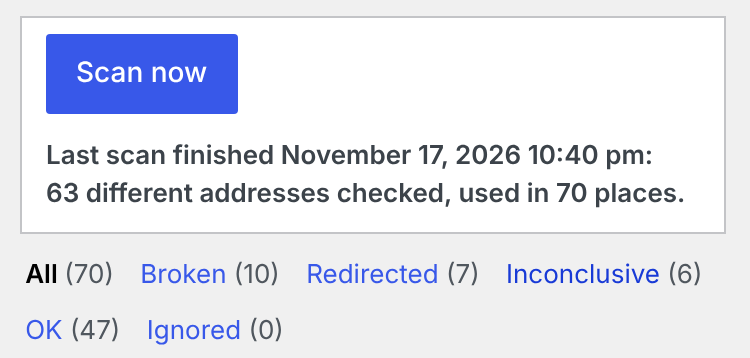 Scan now
Last scan finished November 17, 2026 10:40 pm:
63 different addresses checked, used in 70 places.
All (70) Broken (10) Redirected (7) Inconclusive (6)
OK (47) Ignored (0)